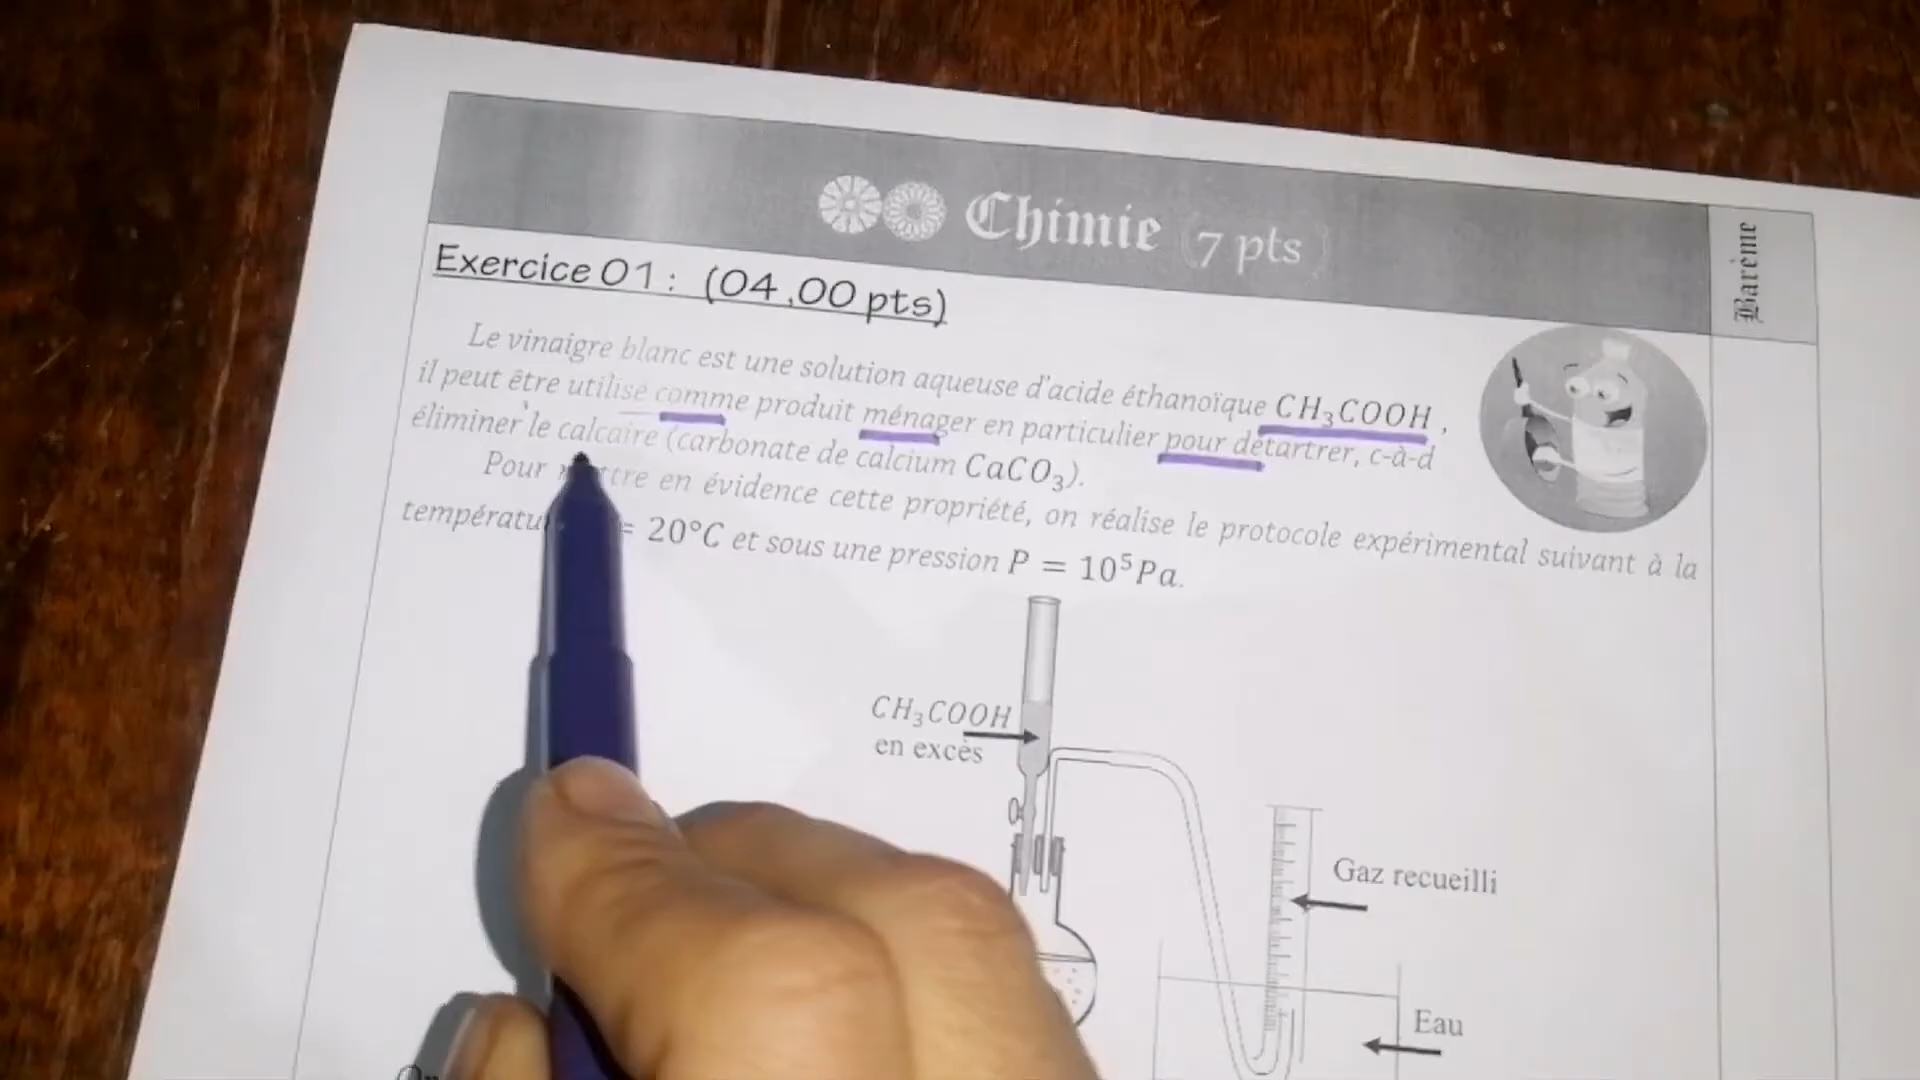 Chimie (7 pts)
Barème
Exercice 01 : (04,00 pts)
Le vinaigre blanc est une solution aqueuse d'acide éthanoïque CH₃COOH,
il peut être utilisé comme produit ménager en particulier pour détartrer, c-à-d
éliminer le calcaire (carbonate de calcium CaCO₃).
Pour mettre en évidence cette propriété, on réalise le protocole expérimental suivant à la
températu = 20°C et sous une pression P = 10⁵Pa.
CH₃COOH
en excès
Gaz recueilli
Eau